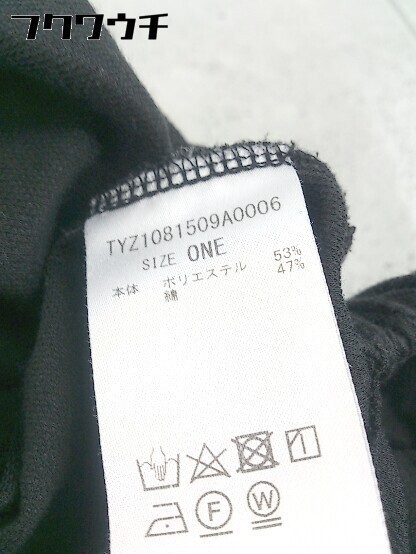 フクワウチ
TYZ1081509A0006
SIZE ONE
本体 ポリエステル 53%
綿 47%
F W